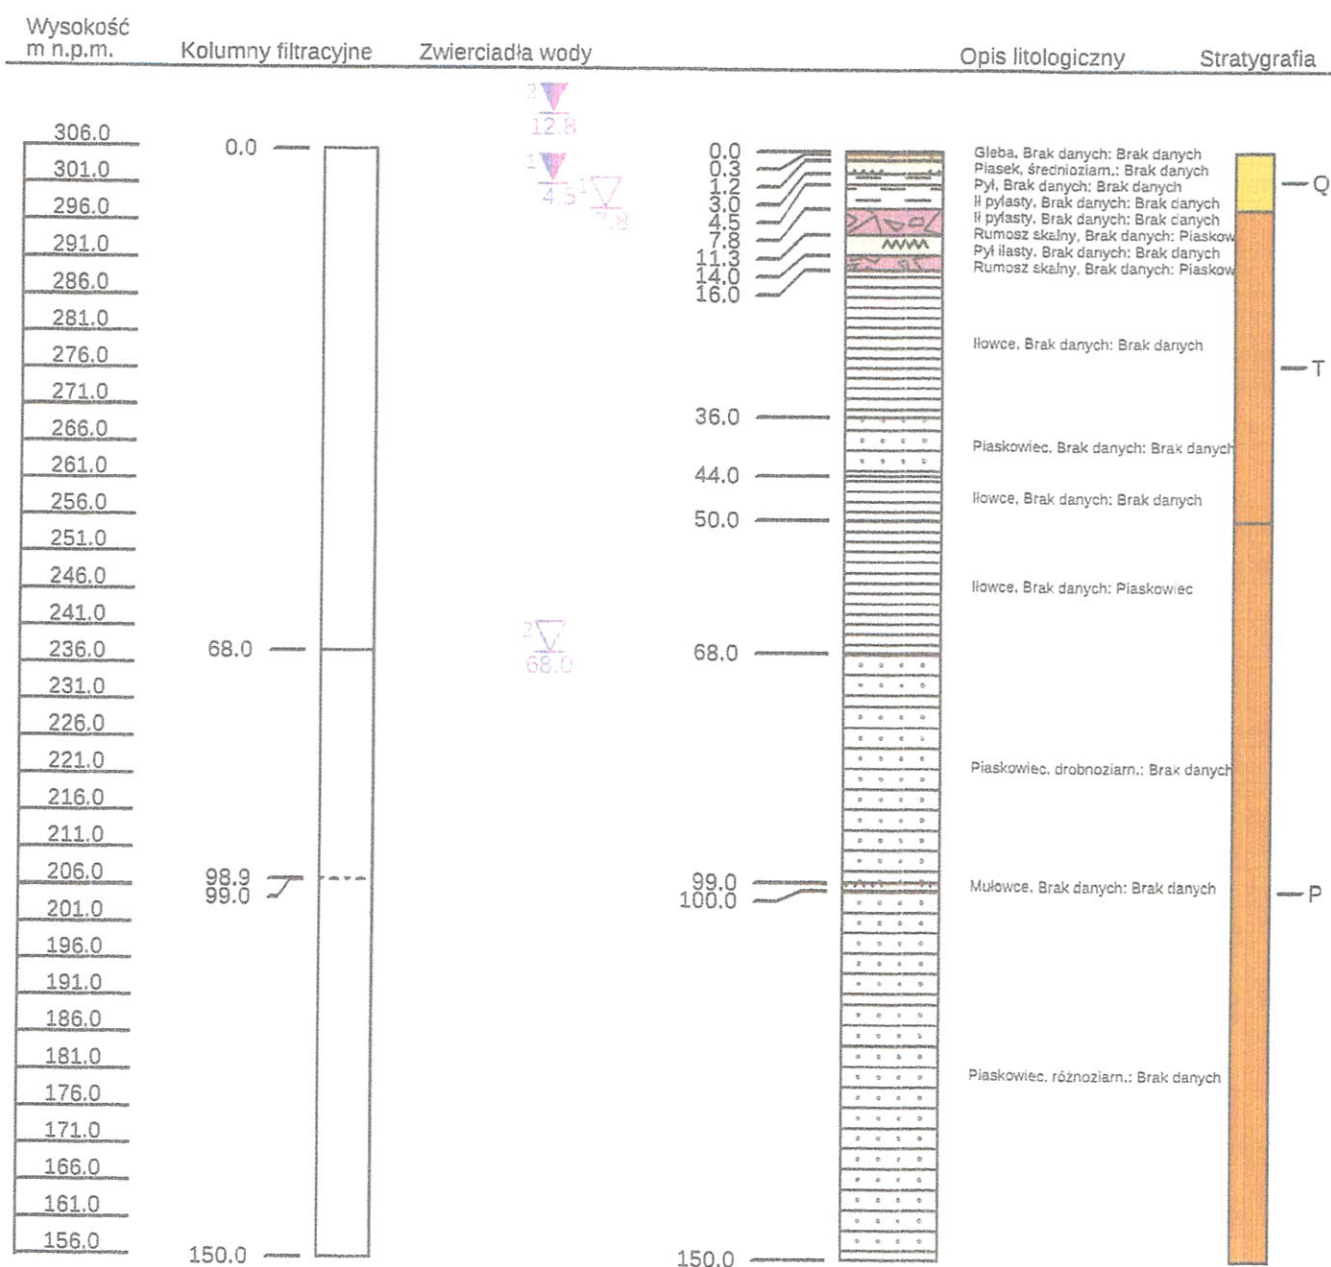 Wysokość
m n.p.m.
Kolumny filtracyjne
Zwierciadła wody
Opis litologiczny
Stratygrafia
306.0
301.0
296.0
291.0
286.0
281.0
276.0
271.0
266.0
261.0
256.0
251.0
246.0
241.0
236.0
231.0
226.0
221.0
216.0
211.0
206.0
201.0
196.0
191.0
186.0
181.0
176.0
171.0
166.0
161.0
156.0
0.0
68.0
98.9
99.0
150.0
2
12.8
1
4.5
1
7.8
2
68.0
0.0
0.3
1.2
3.0
4.5
7.8
11.3
14.0
16.0
36.0
44.0
50.0
68.0
99.0
100.0
150.0
Gleba, Brak danych: Brak danych
Piasek, średnioziarn.: Brak danych
Pył, Brak danych: Brak danych
Ił pylasty, Brak danych: Brak danych
Ił pylasty, Brak danych: Brak danych
Rumosz skalny, Brak danych: Piaskow
Pył ilasty, Brak danych: Brak danych
Rumosz skalny, Brak danych: Piaskow
Iłowce, Brak danych: Brak danych
Piaskowiec, Brak danych: Brak danych
Iłowce, Brak danych: Brak danych
Iłowce, Brak danych: Piaskowiec
Piaskowiec, drobnoziarn.: Brak danych
Mułowce, Brak danych: Brak danych
Piaskowiec, różnoziarn.: Brak danych
Q
T
P